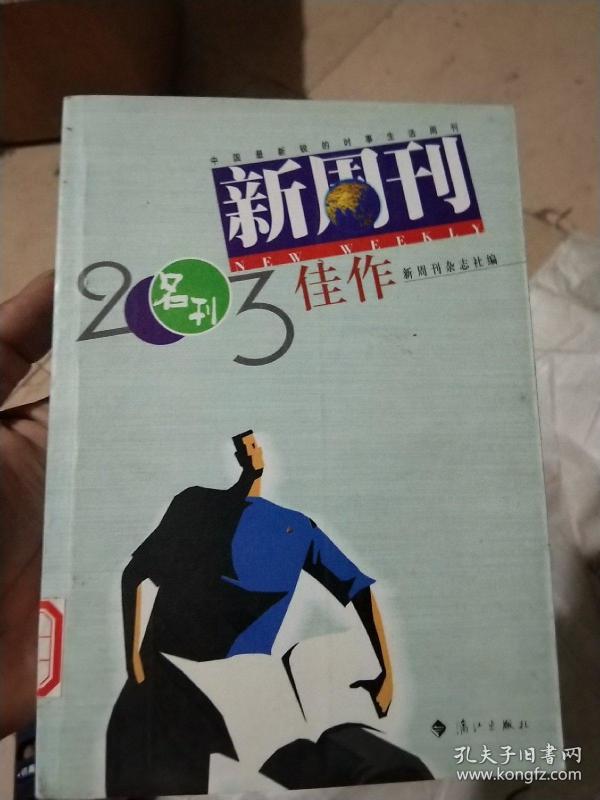 中国最新锐的时事生活周刊
新周刊
NEW WEEKLY
2003
名刊
佳作
新周刊杂志社编
漓江出版社
孔夫子旧书网
www.kongfz.com